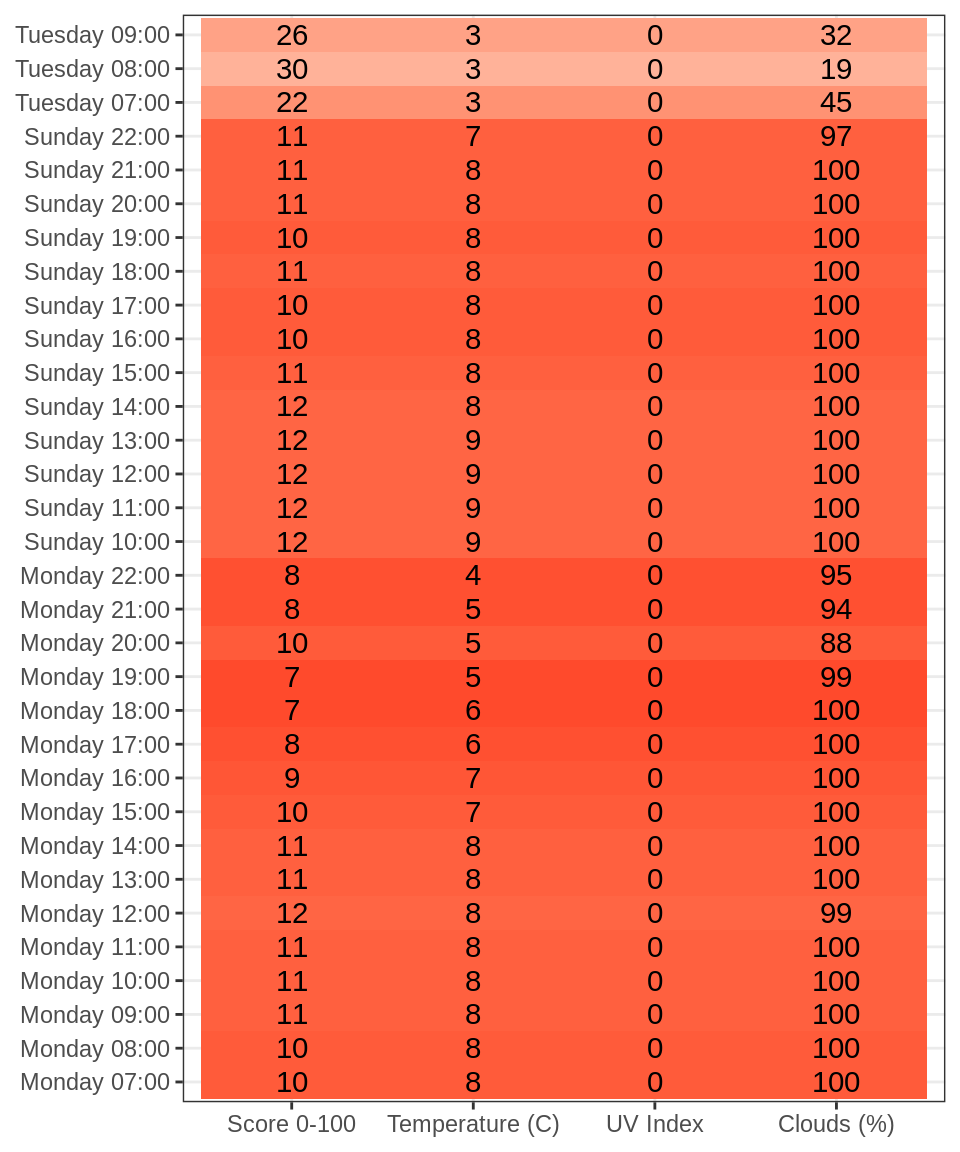 Tuesday 09:00 26 3 0 32
Tuesday 08:00 30 3 0 19
Tuesday 07:00 22 3 0 45
Sunday 22:00 11 7 0 97
Sunday 21:00 11 8 0 100
Sunday 20:00 11 8 0 100
Sunday 19:00 10 8 0 100
Sunday 18:00 11 8 0 100
Sunday 17:00 10 8 0 100
Sunday 16:00 10 8 0 100
Sunday 15:00 11 8 0 100
Sunday 14:00 12 8 0 100
Sunday 13:00 12 9 0 100
Sunday 12:00 12 9 0 100
Sunday 11:00 12 9 0 100
Sunday 10:00 12 9 0 100
Monday 22:00 8 4 0 95
Monday 21:00 8 5 0 94
Monday 20:00 10 5 0 88
Monday 19:00 7 5 0 99
Monday 18:00 7 6 0 100
Monday 17:00 8 6 0 100
Monday 16:00 9 7 0 100
Monday 15:00 10 7 0 100
Monday 14:00 11 8 0 100
Monday 13:00 11 8 0 100
Monday 12:00 12 8 0 99
Monday 11:00 11 8 0 100
Monday 10:00 11 8 0 100
Monday 09:00 11 8 0 100
Monday 08:00 10 8 0 100
Monday 07:00 10 8 0 100
Score 0-100 Temperature (C) UV Index Clouds (%)